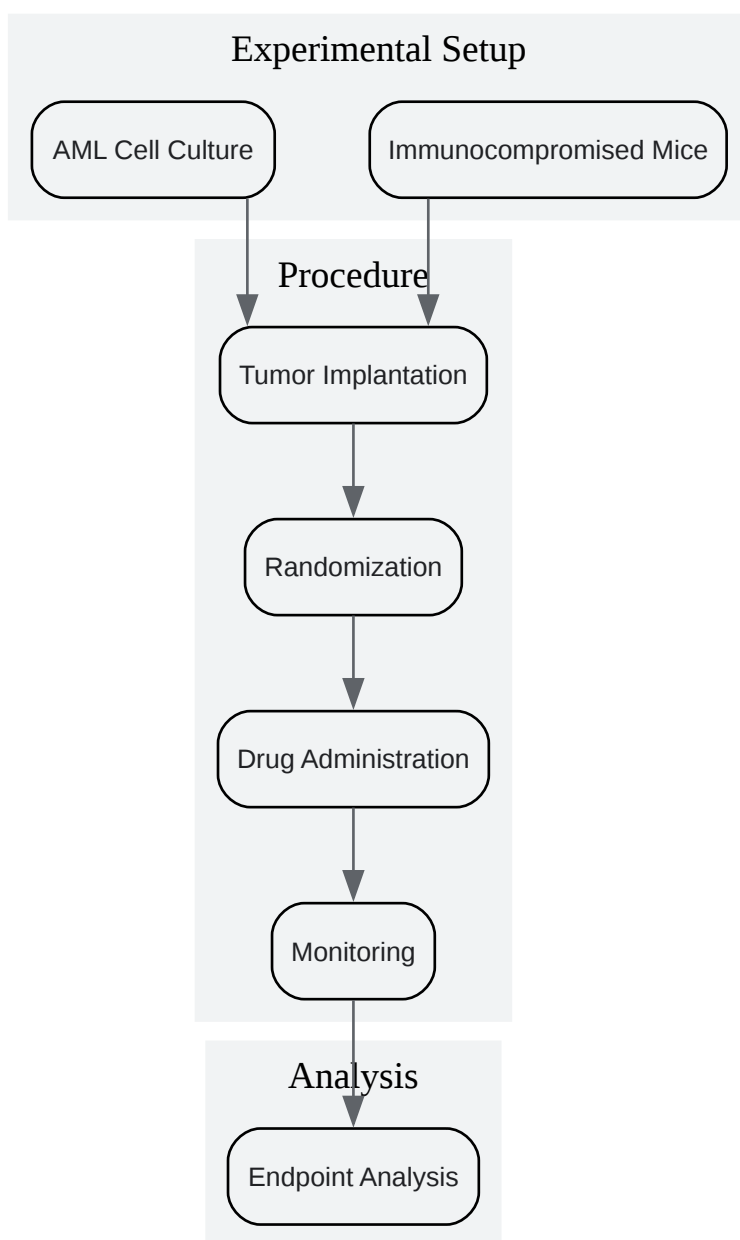 Experimental Setup
AML Cell Culture
Immunocompromised Mice
Procedure
Tumor Implantation
Randomization
Drug Administration
Monitoring
Analysis
Endpoint Analysis